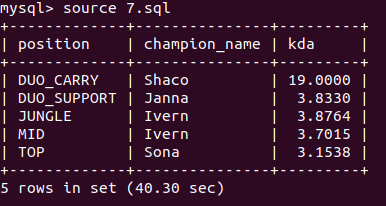 mysql> source 7.sql
+-------------+---------------+---------+
| position    | champion_name | kda     |
+-------------+---------------+---------+
| DUO_CARRY   | Shaco         | 19.0000 |
| DUO_SUPPORT | Janna         |  3.8330 |
| JUNGLE      | Ivern         |  3.8764 |
| MID         | Ivern         |  3.7015 |
| TOP         | Sona          |  3.1538 |
+-------------+---------------+---------+
5 rows in set (40.30 sec)